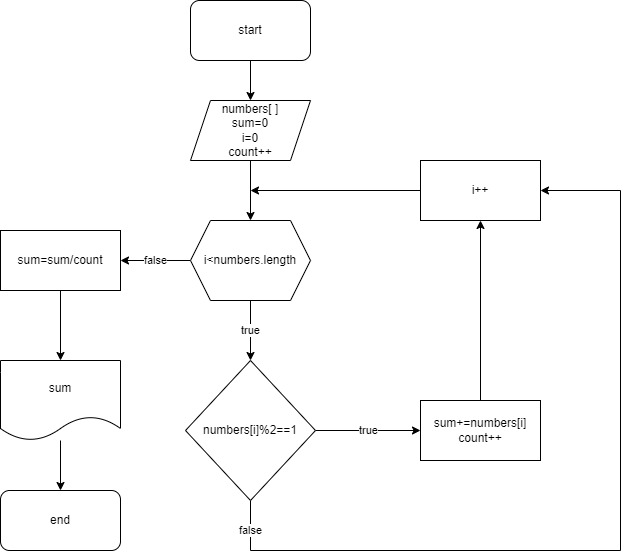 start
numbers[ ]
sum=0
i=0
count++
i++
i<numbers.length
false
sum=sum/count
true
sum
numbers[i]%2==1
true
sum+=numbers[i]
count++
false
end